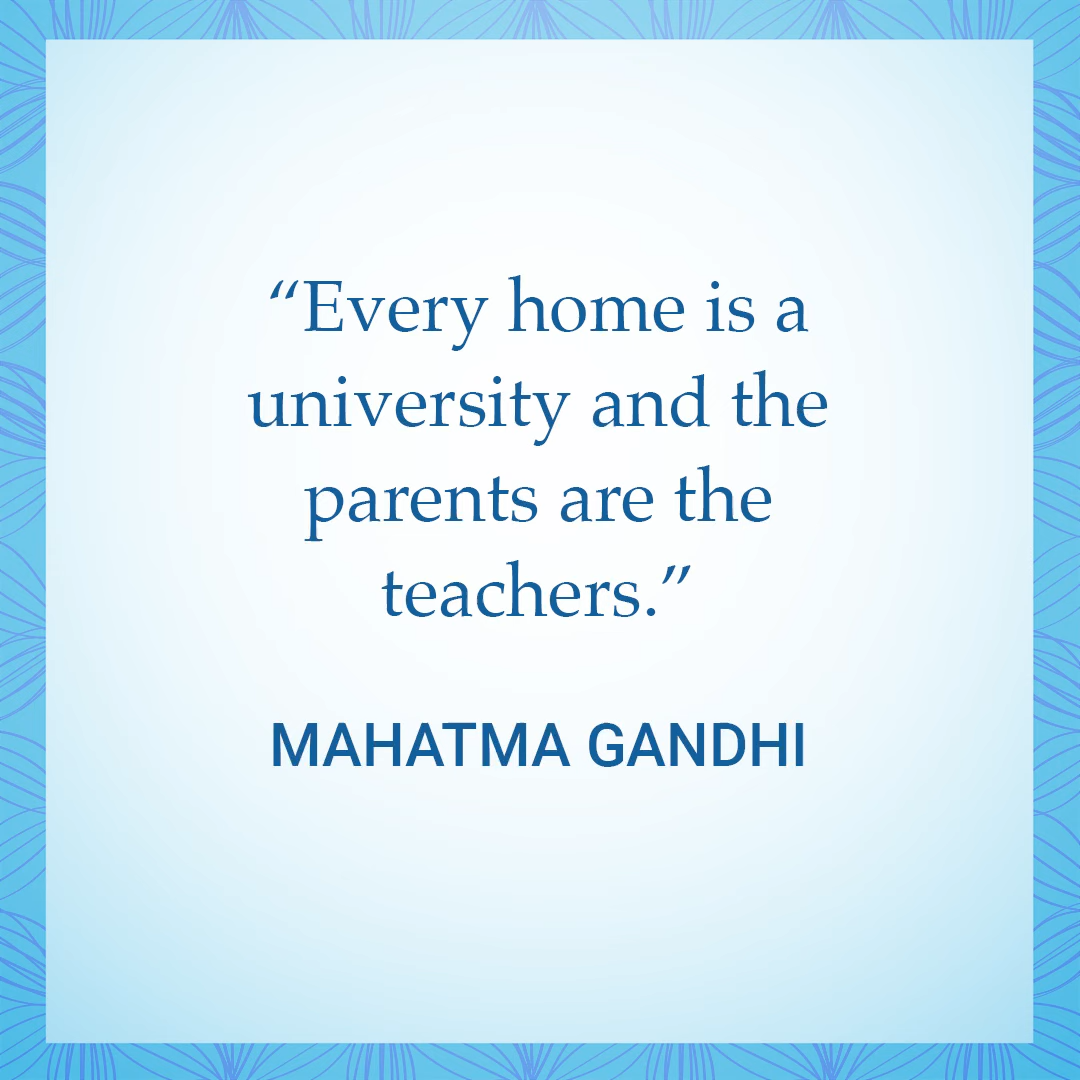 “Every home is a
university and the
parents are the
teachers.”
MAHATMA GANDHI